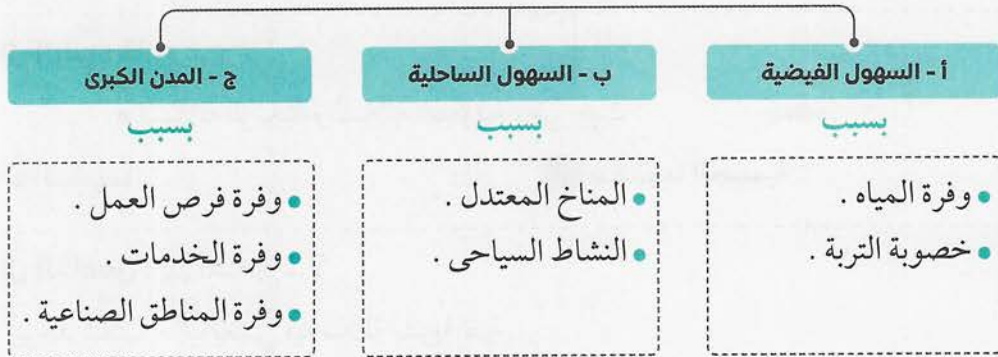 أ - السهول الفيضية
بسبب
• وفرة المياه .
• خصوبة التربة .
ب - السهول الساحلية
بسبب
• المناخ المعتدل .
• النشاط السياحى .
ج - المدن الكبرى
بسبب
• وفرة فرص العمل .
• وفرة الخدمات .
• وفرة المناطق الصناعية .